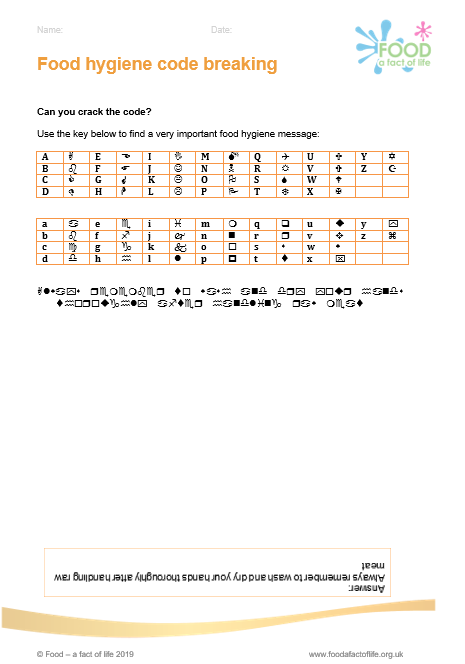 Name: Date:
FOOD
a fact of life
Food hygiene code breaking
Can you crack the code?
Use the key below to find a very important food hygiene message:
A E I M Q U Y
B F J N R V Z
C G K O S W
D H L P T X
a e i m q u y
b f j n r v z
c g k o s w
d h l p t x
Answer:
Always remember to wash and dry your hands thoroughly after handling raw
meat
© Food – a fact of life 2019 www.foodafactoflife.org.uk